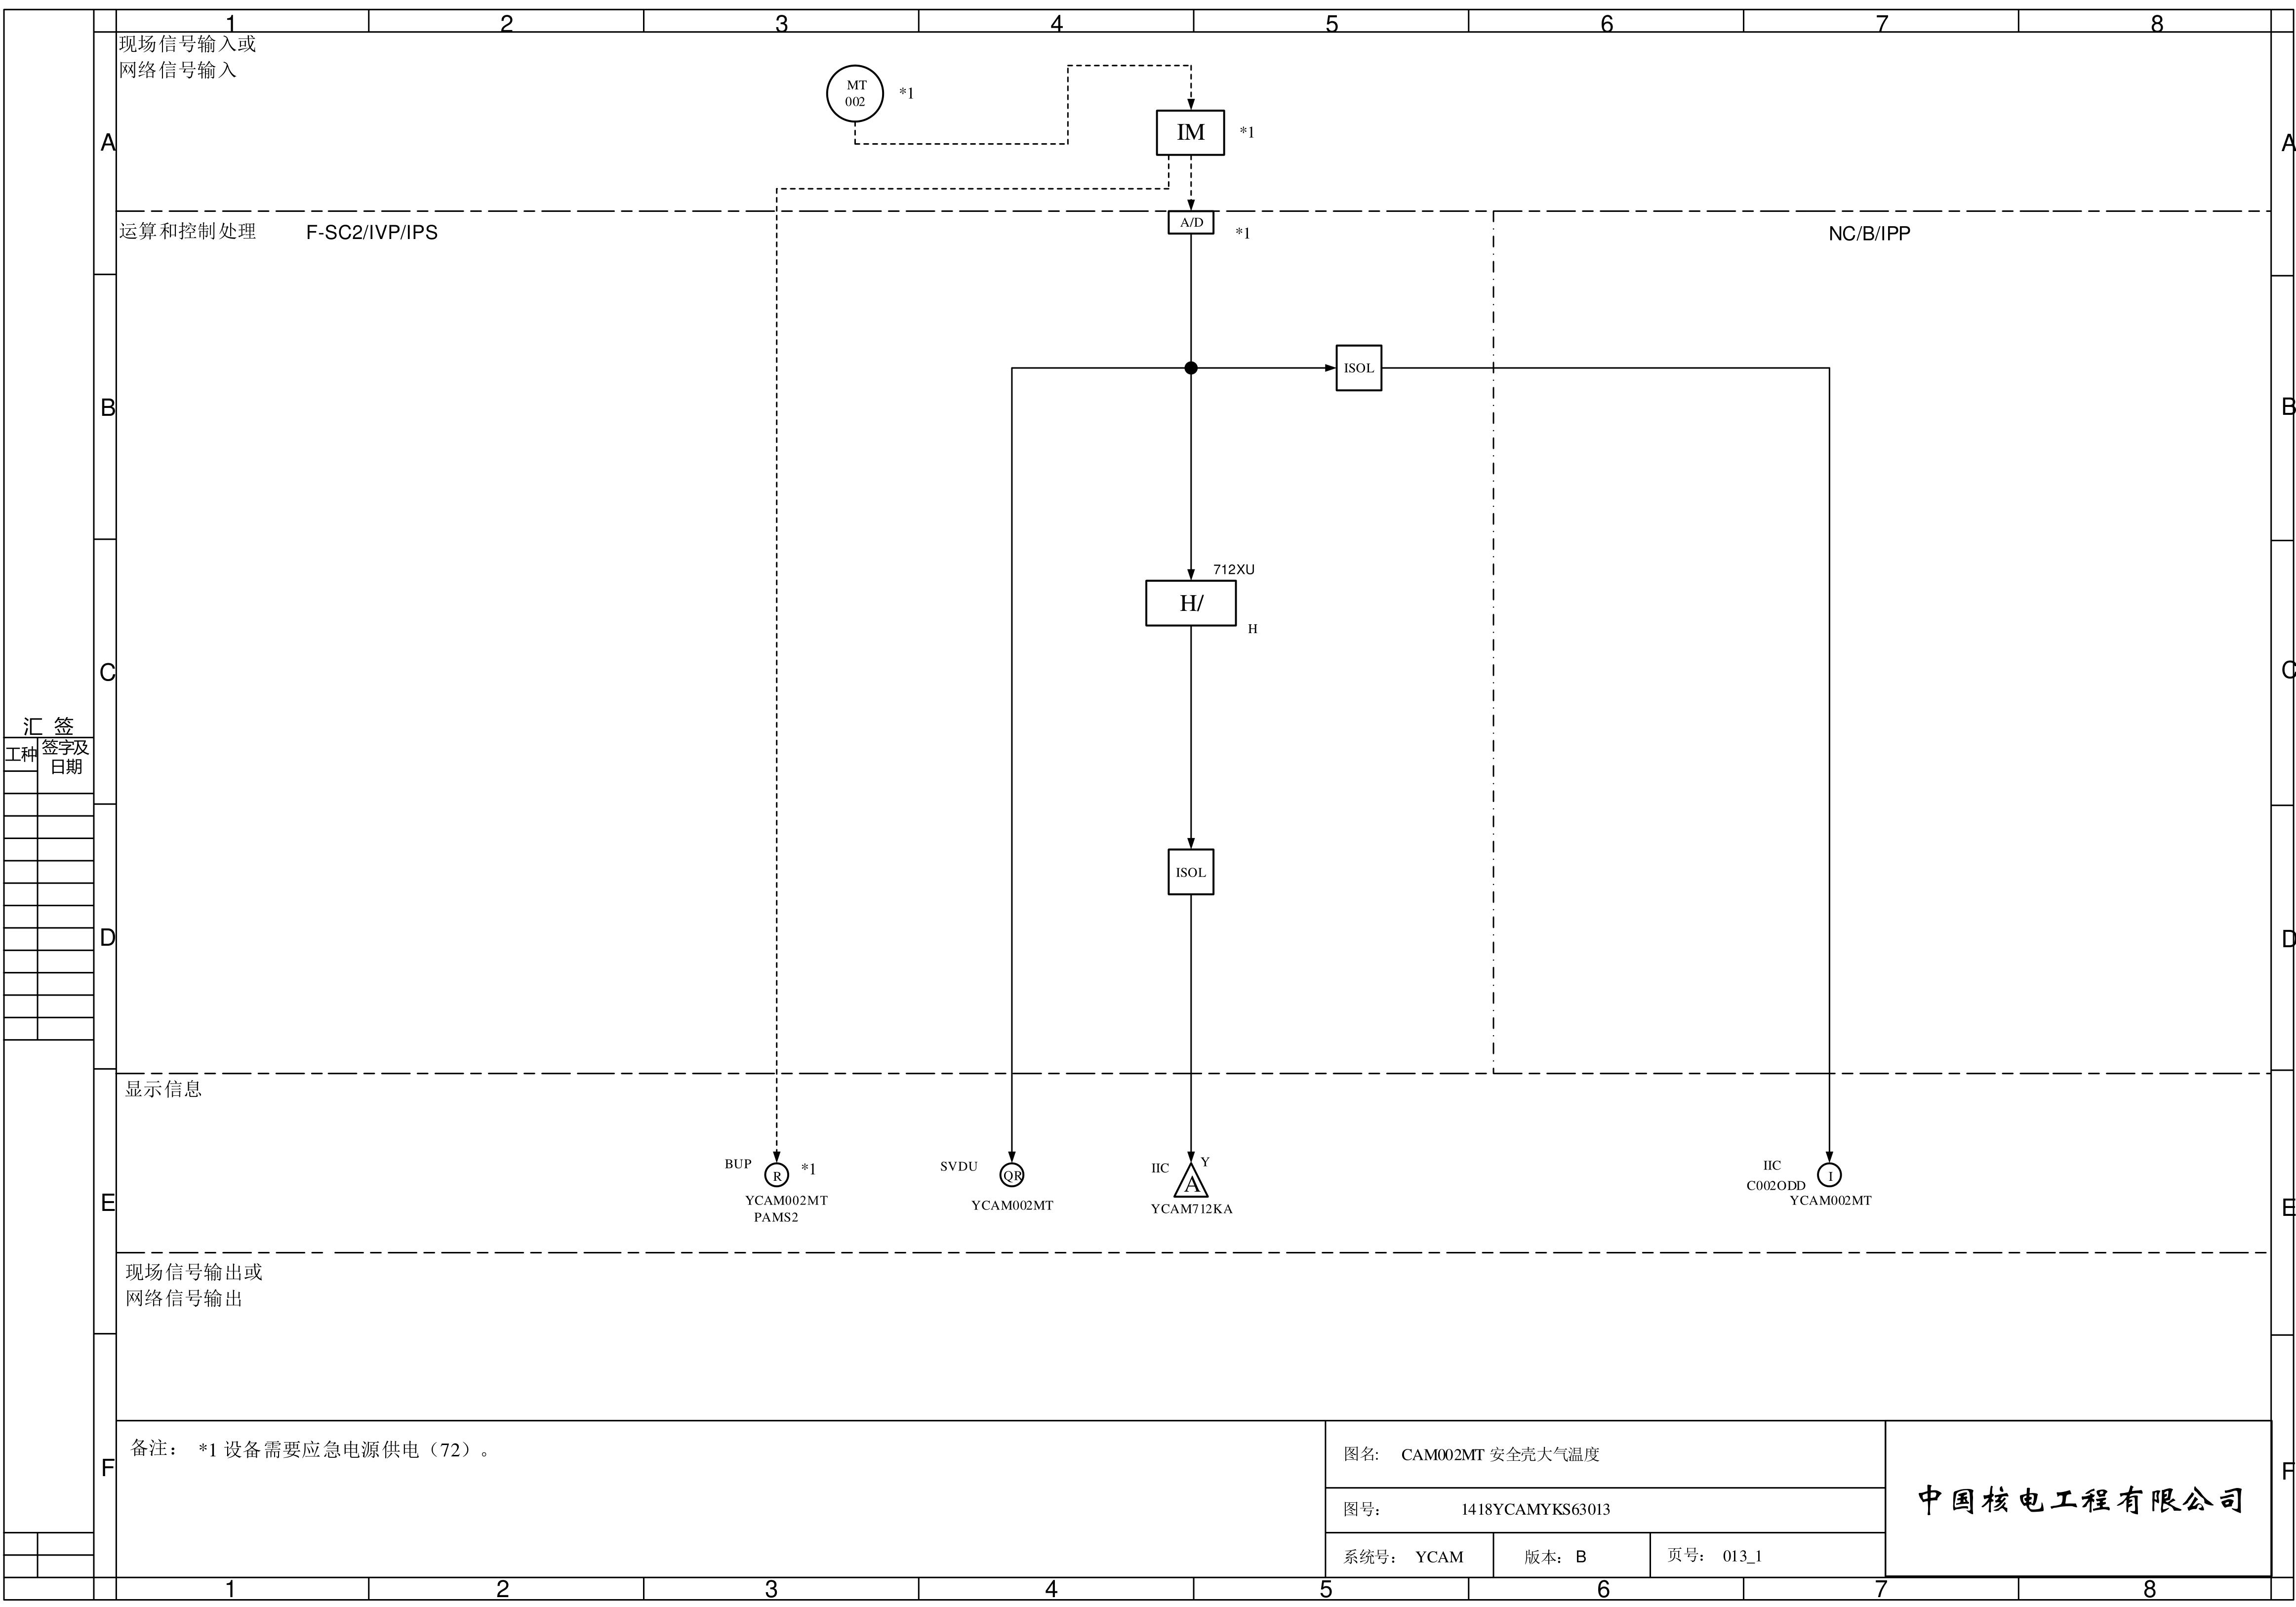 1 2 3 4 5 6 7 8
现场信号输入或
网络信号输入
MT
002
*1
IM
*1
A A
运算和控制处理 F-SC2/IVP/IPS
A/D
*1
NC/B/IPP
ISOL
B B
712XU
H/
H
C C
汇 签
工种
签字及
日期
ISOL
D D
显示信息
BUP
R
*1
YCAM002MT
PAMS2
SVDU
QR
YCAM002MT
IIC
Y
A
YCAM712KA
IIC
C002ODD
I
YCAM002MT
E E
现场信号输出或
网络信号输出
备注： *1 设备需要应急电源供电（72）。
F F
图名: CAM002MT 安全壳大气温度
图号: 1418YCAMYKS63013
系统号: YCAM
版本: B
页号: 013_1
中国核电工程有限公司
1 2 3 4 5 6 7 8